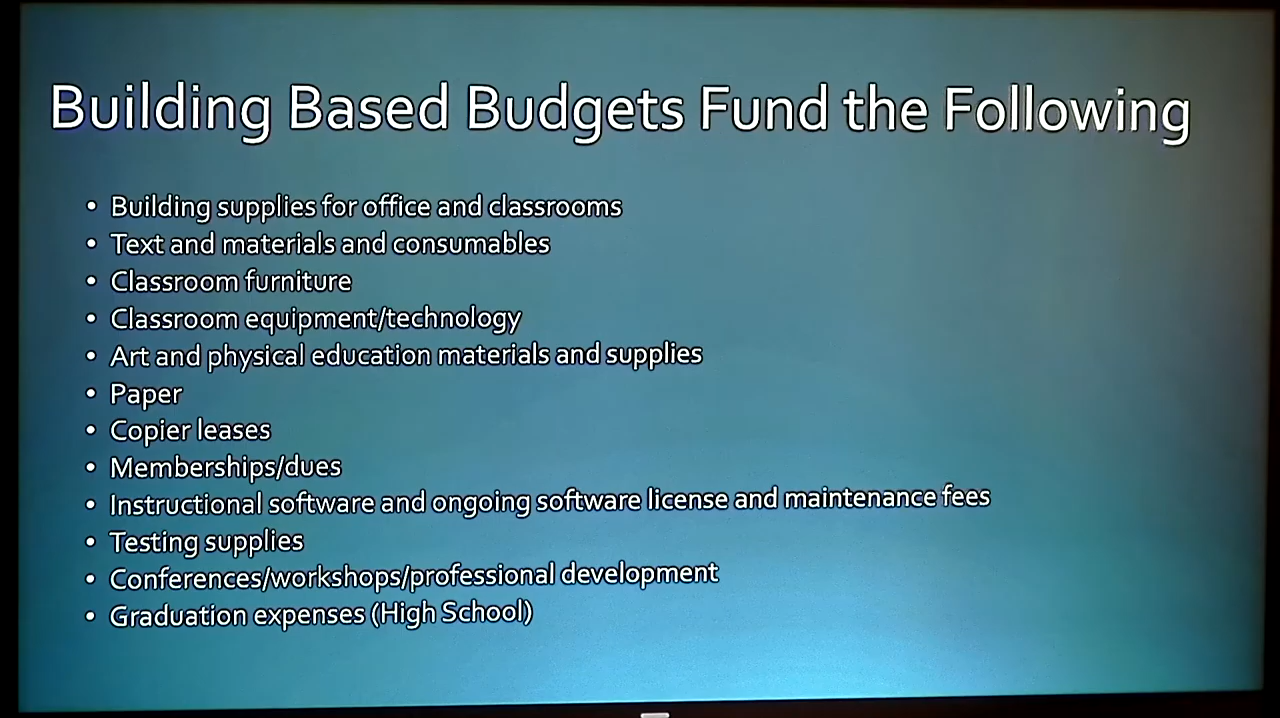 Building Based Budgets Fund the Following
• Building supplies for office and classrooms
• Text and materials and consumables
• Classroom furniture
• Classroom equipment/technology
• Art and physical education materials and supplies
• Paper
• Copier leases
• Memberships/dues
• Instructional software and ongoing software license and maintenance fees
• Testing supplies
• Conferences/workshops/professional development
• Graduation expenses (High School)